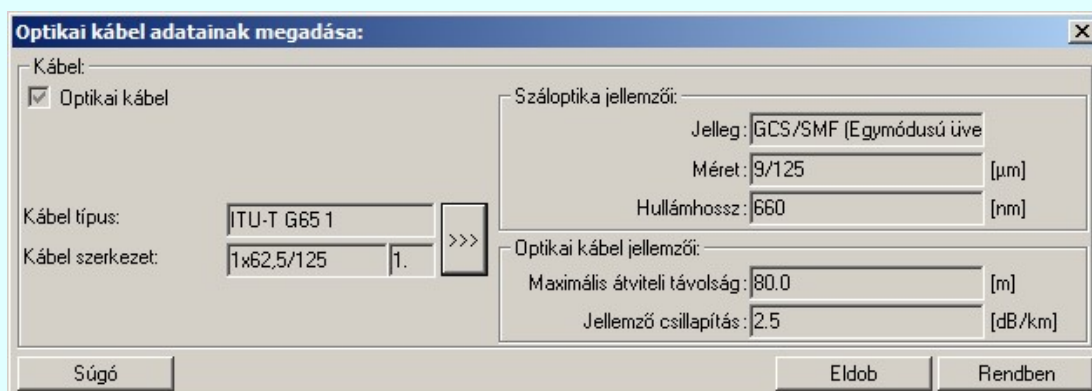 Optikai kábel adatainak megadása:
Kábel:
Optikai kábel
Kábel típus:
ITU-T G65 1
Kábel szerkezet:
1x62,5/125
1.
>>>
Száloptika jellemzői:
Jelleg: GCS/SMF (Egymódusú üve
Méret: 9/125 [µm]
Hullámhossz: 660 [nm]
Optikai kábel jellemzői:
Maximális átviteli távolság: 80.0 [m]
Jellemző csillapítás: 2.5 [dB/km]
Súgó
Eldob
Rendben